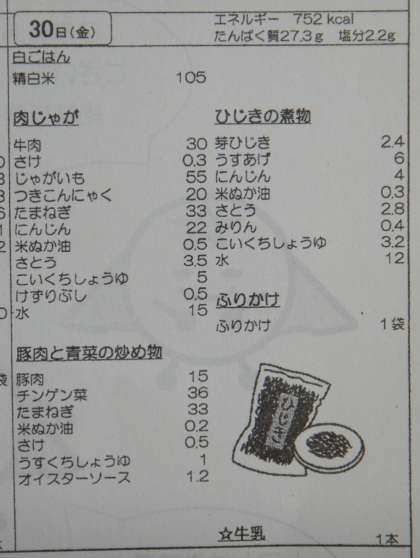 30日(金)
エネルギー 752 kcal
たんぱく質27.3g 塩分2.2g
白ごはん
精白米 105
肉じゃが
牛肉 30
さけ 0.3
じゃがいも 55
つきこんにゃく 20
たまねぎ 33
にんじん 22
米ぬか油 0.5
さとう 3.5
こいくちしょうゆ 5
けずりぶし 0.5
水 15
豚肉と青菜の炒め物
豚肉 15
チンゲン菜 36
たまねぎ 33
米ぬか油 0.2
さけ 0.5
うすくちしょうゆ 1
オイスターソース 1.2
ひじきの煮物
芽ひじき 2.4
うすあげ 6
にんじん 4
米ぬか油 0.3
さとう 2.8
みりん 0.4
こいくちしょうゆ 3.2
水 12
ふりかけ
ふりかけ 1袋
ひじき
☆牛乳 1本